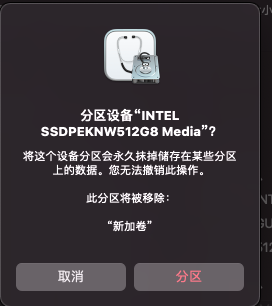 分区设备“INTEL
SSDPEKNW512G8 Media”？
将这个设备分区会永久抹掉储存在某些分区
上的数据。您无法撤销此操作。
此分区将被移除：
“新加卷”
取消
分区